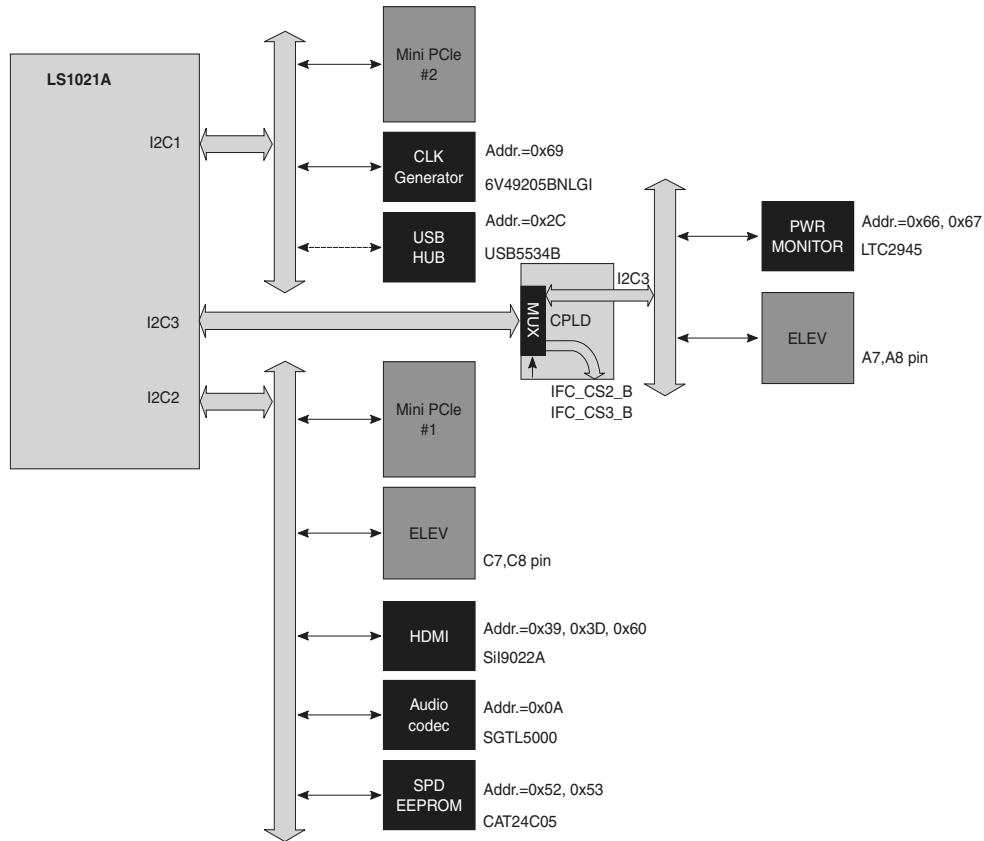 LS1021A
I2C1
I2C3
I2C2
Mini PCIe
#2
CLK
Generator
Addr.=0x69
6V49205BNLGI
USB
HUB
Addr.=0x2C
USB5534B
MUX
CPLD
I2C3
IFC_CS2_B
IFC_CS3_B
PWR
MONITOR
Addr.=0x66, 0x67
LTC2945
ELEV
A7,A8 pin
Mini PCIe
#1
ELEV
C7,C8 pin
HDMI
Addr.=0x39, 0x3D, 0x60
SiI9022A
Audio
codec
Addr.=0x0A
SGTL5000
SPD
EEPROM
Addr.=0x52, 0x53
CAT24C05